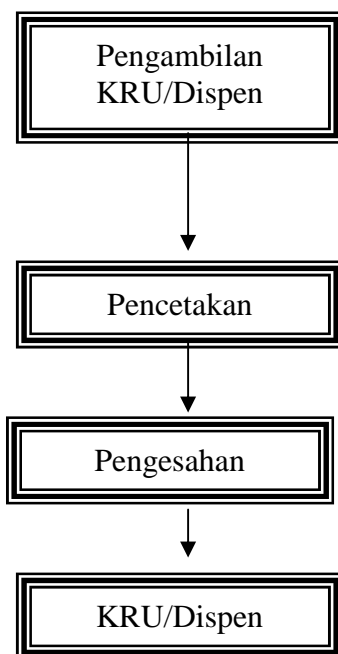 Pengambilan
KRU/Dispen
Pencetakan
Pengesahan
KRU/Dispen